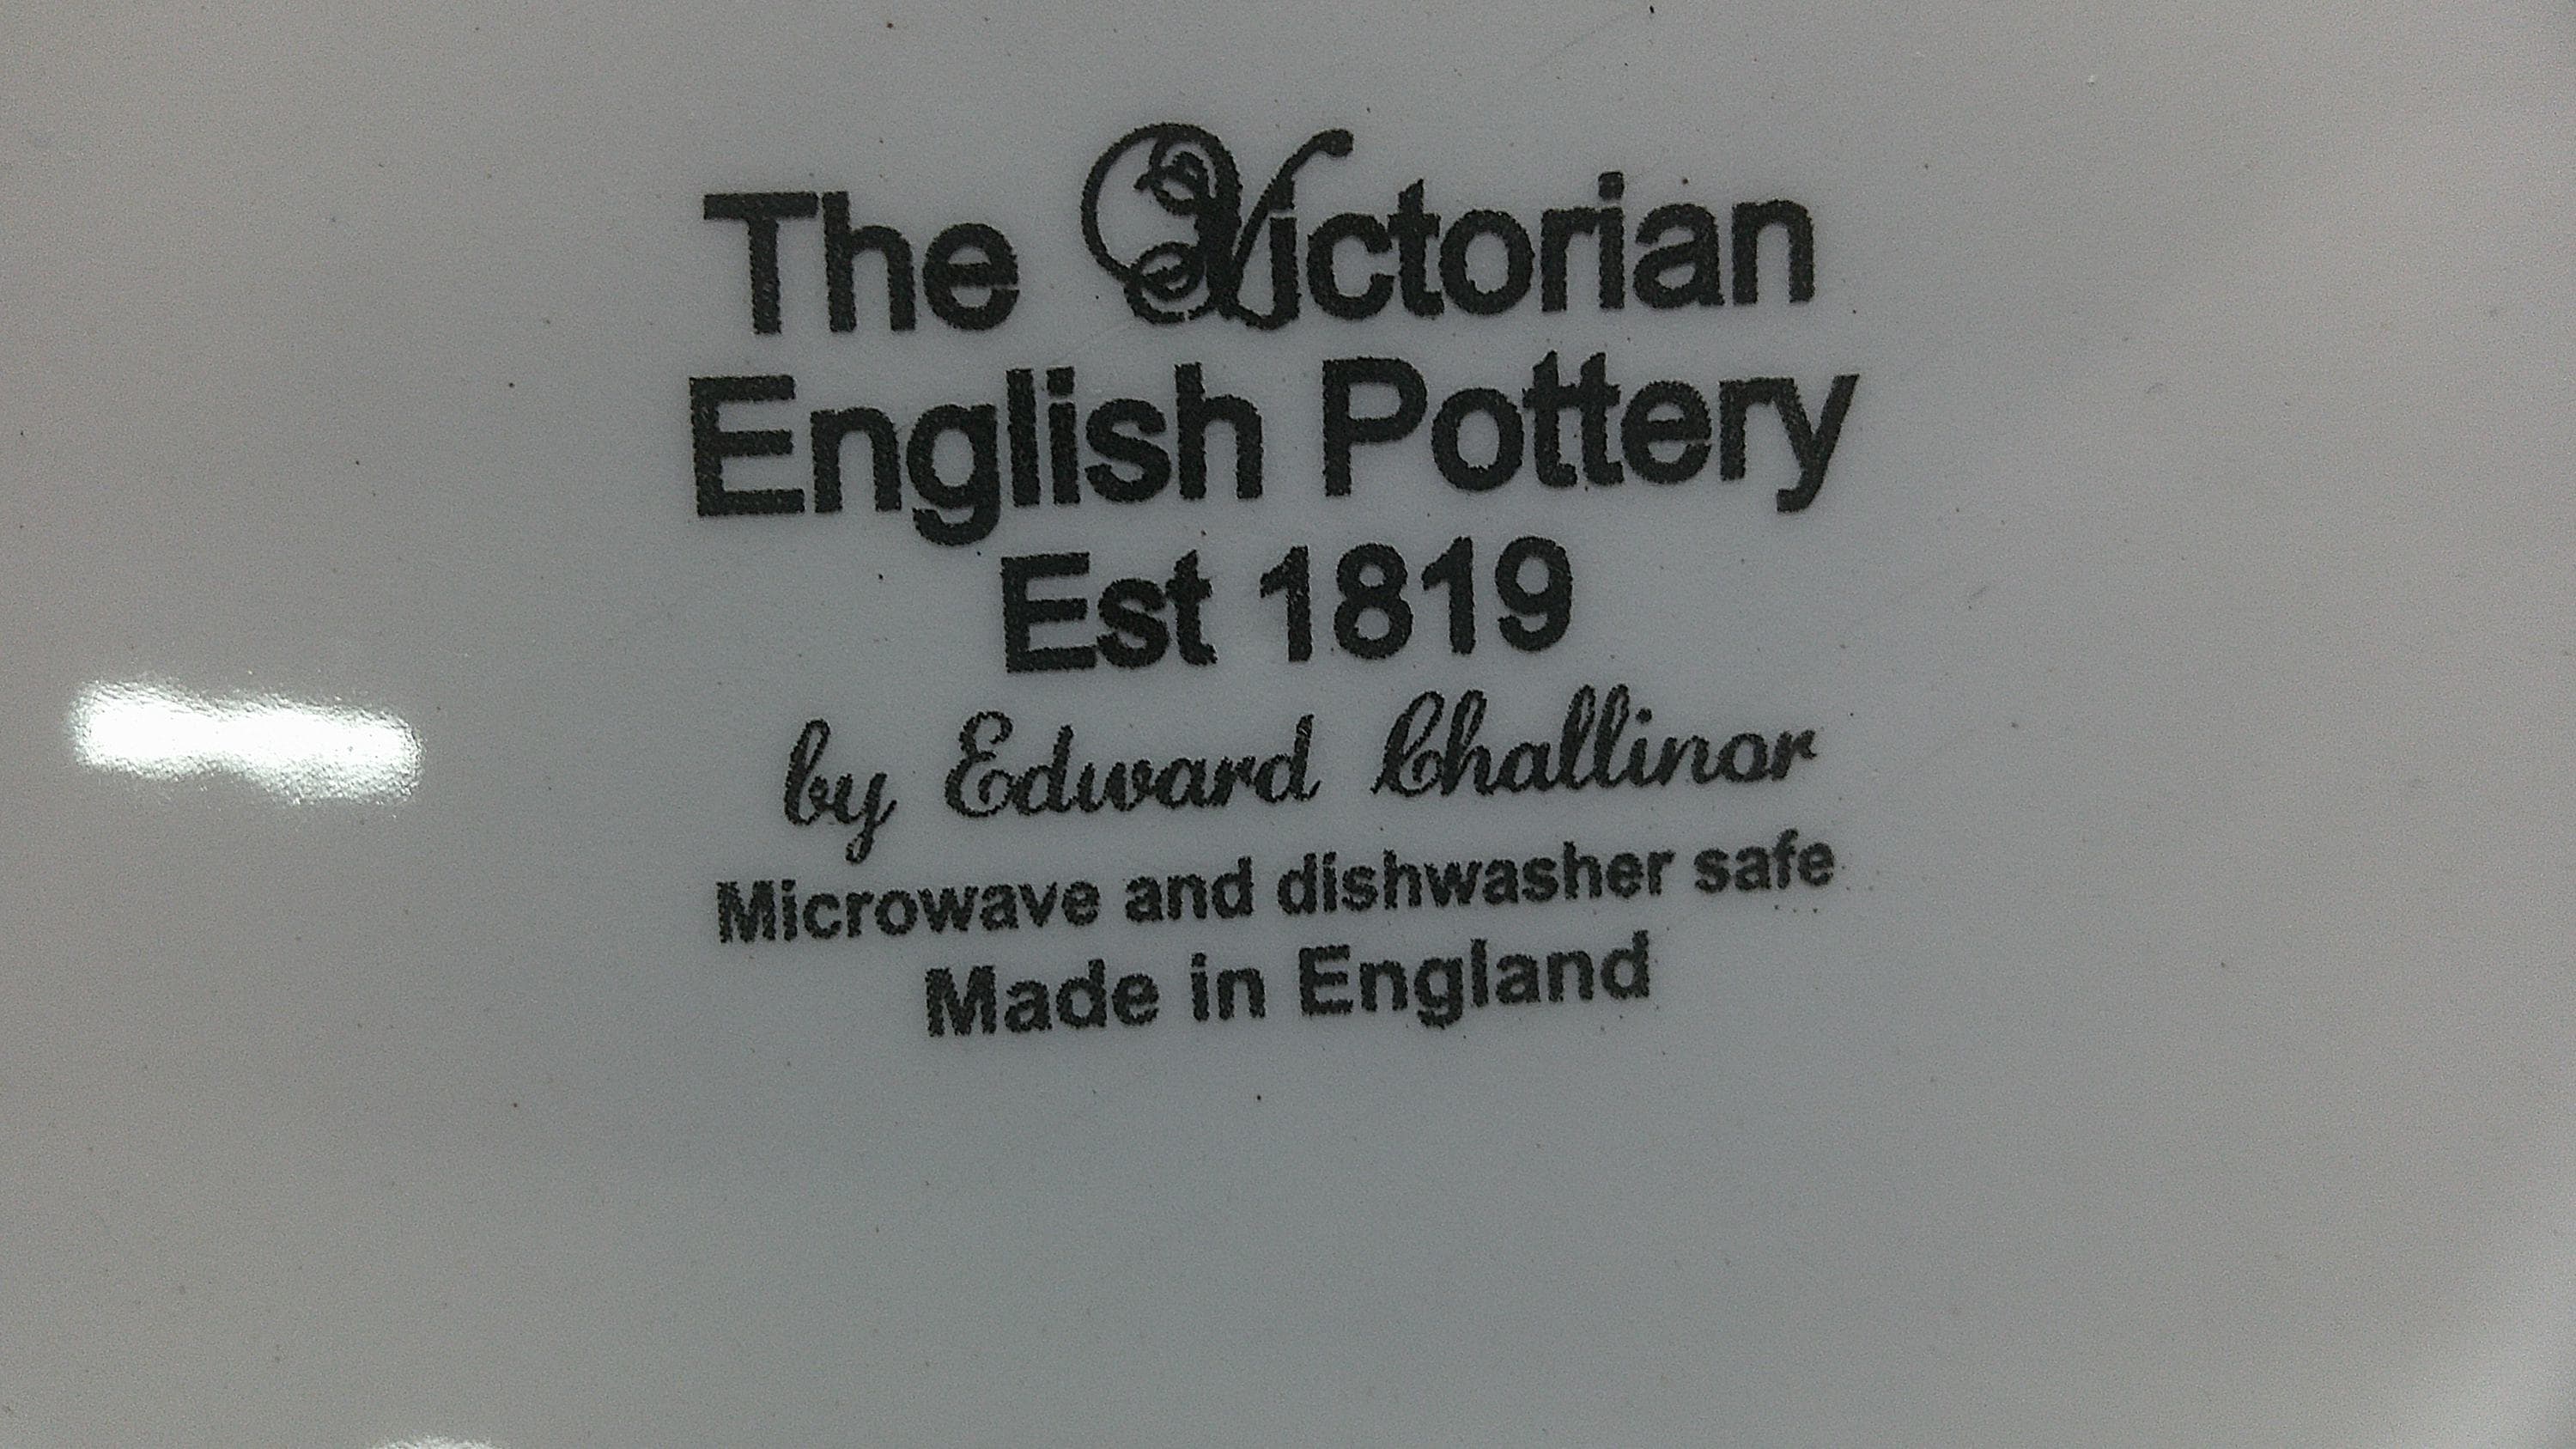 The Victorian
English Pottery
Est 1819
by Edward Challinor
Microwave and dishwasher safe
Made in England